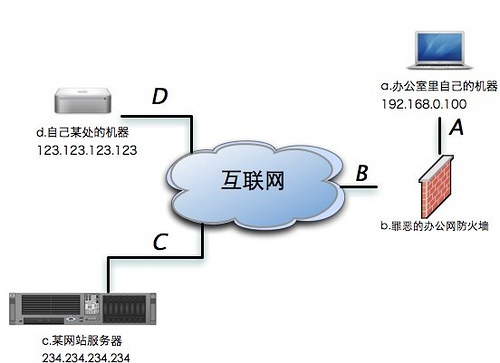 a.办公室里自己的机器
192.168.0.100
A
D
d.自己某处的机器
123.123.123.123
互联网
B
b.罪恶的办公网防火墙
C
c.某网站服务器
234.234.234.234